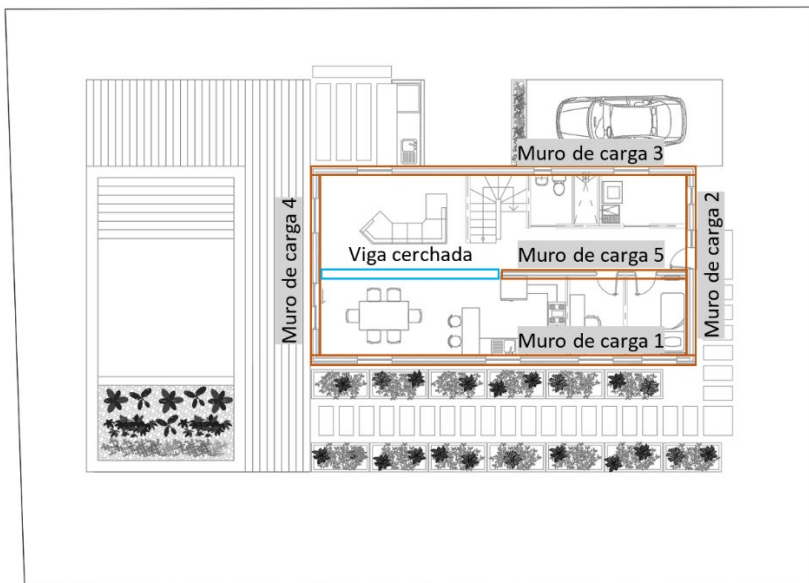 Muro de carga 3
Muro de carga 4
Viga cerchada
Muro de carga 5
Muro de carga 2
Muro de carga 1